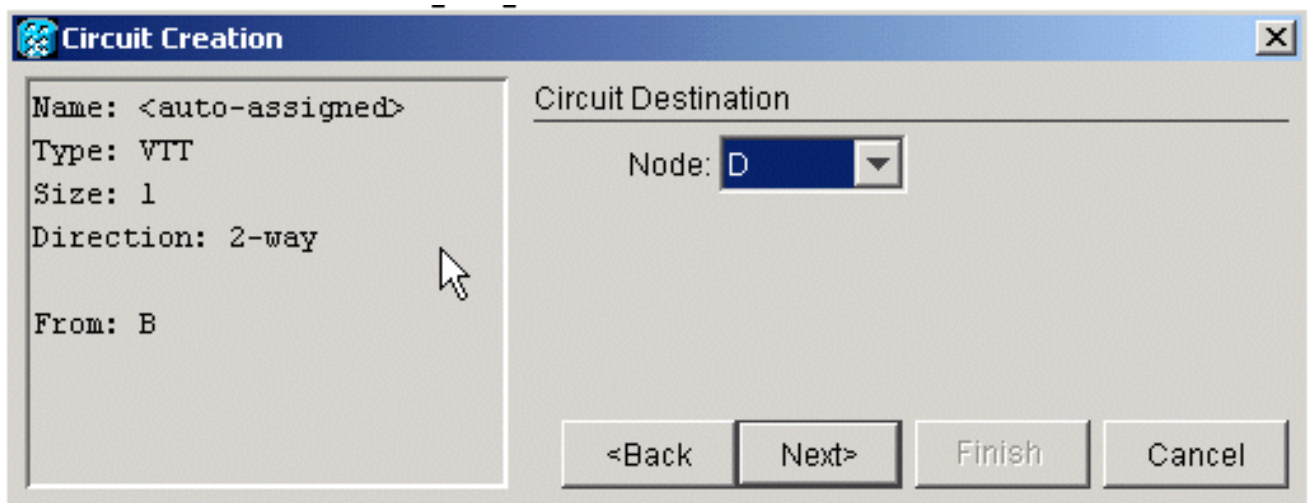 Circuit Creation
Name: <auto-assigned>
Type: VTT
Size: 1
Direction: 2-way
From: B
Circuit Destination
Node: D
<Back
Next>
Finish
Cancel